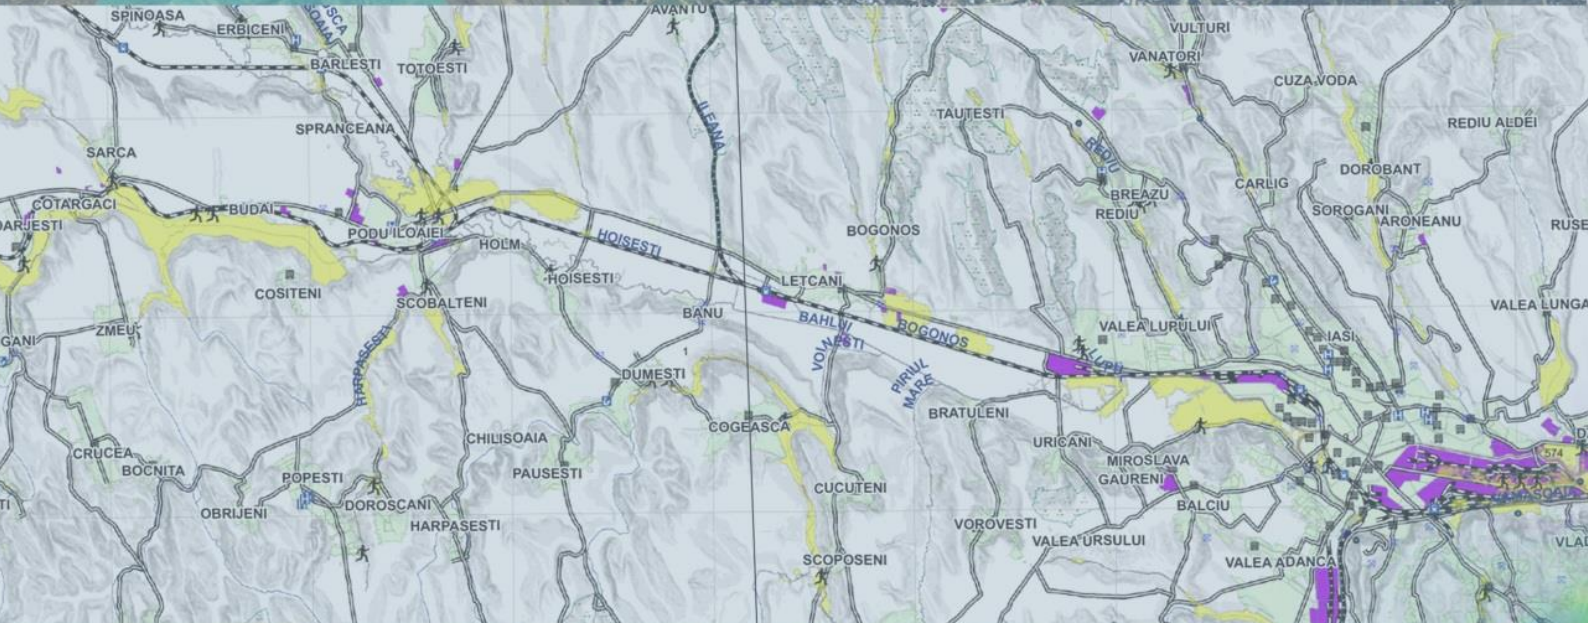 AVANTU
SPINOASA
ERBICENI
VULTURI
BARLESTI
TOTOESTI
VANATORI
CUZA VODA
TAUTESTI
REDIU ALDEI
SPRANCEANA
ILEANA
SARCA
REDIU
DOROBANT
CARLIG
BREAZU
COTARGACI
BUDAI
REDIU
SOROGANI
ARONEANU
PODU ILOAIEI
BOGONOS
HOLM
HOISESTI
HOISESTI
LETCANI
COSITENI
SCOBALTENI
BANU
VALEA LUNGA
ZMEU
BAHLUI
BOGONOS
VALEA LUPULUI
IASI
HARPASESTI
LUPU
1
DUMESTI
PIRIUL
MARE
COGEASCA
BRATULENI
CHILISOAIA
URICANI
CRUCEA
BOCNITA
PAUSESTI
MIROSLAVA
574
POPESTI
GAURENI
CUCUTENI
DOROSCANI
BALCIU
OBRIJENI
HARPASESTI
VOROVESTI
VALEA URSULUI
SCOPOSENI
VALEA ADANCA